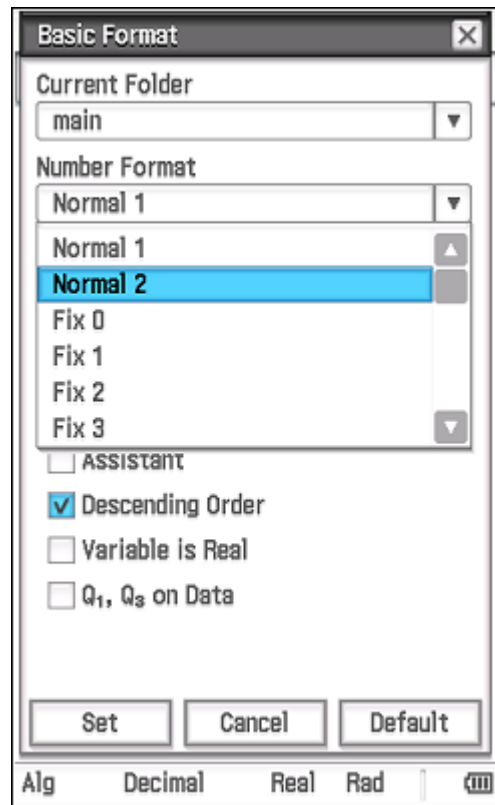 Basic Format
Current Folder
main
Number Format
Normal 1
Normal 1
Normal 2
Fix 0
Fix 1
Fix 2
Fix 3
Assistant
Descending Order
Variable is Real
Q₁, Q₃ on Data
Set Cancel Default
Alg Decimal Real Rad